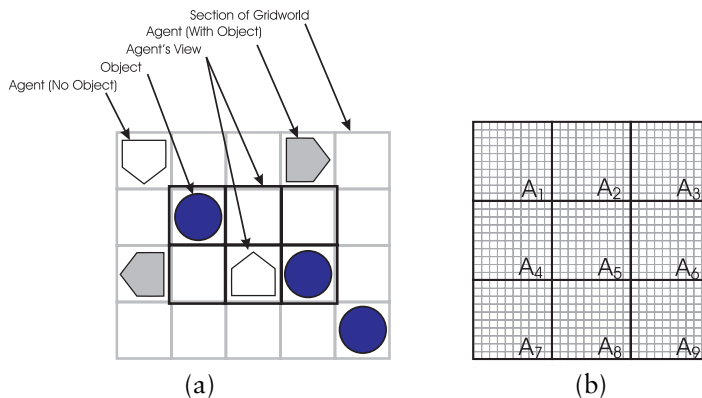 Section of Gridworld
Agent (With Object)
Agent's View
Object
Agent (No Object)
A1 A2 A3
A4 A5 A6
A7 A8 A9
(a) (b)